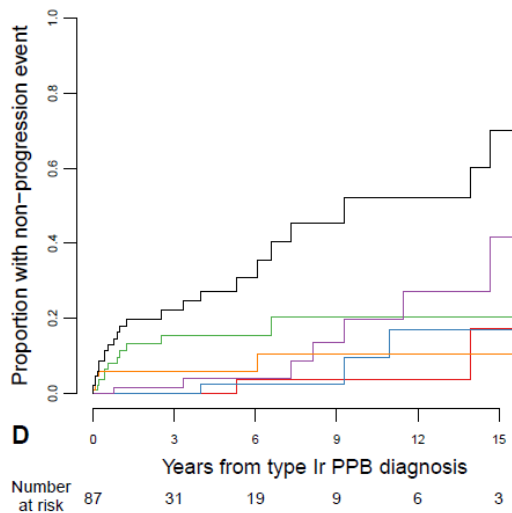 Proportion with non−progression event
1.0
0.8
0.6
0.4
0.2
0.0
D
0 3 6 9 12 15
Years from type Ir PPB diagnosis
Number
at risk
87 31 19 9 6 3